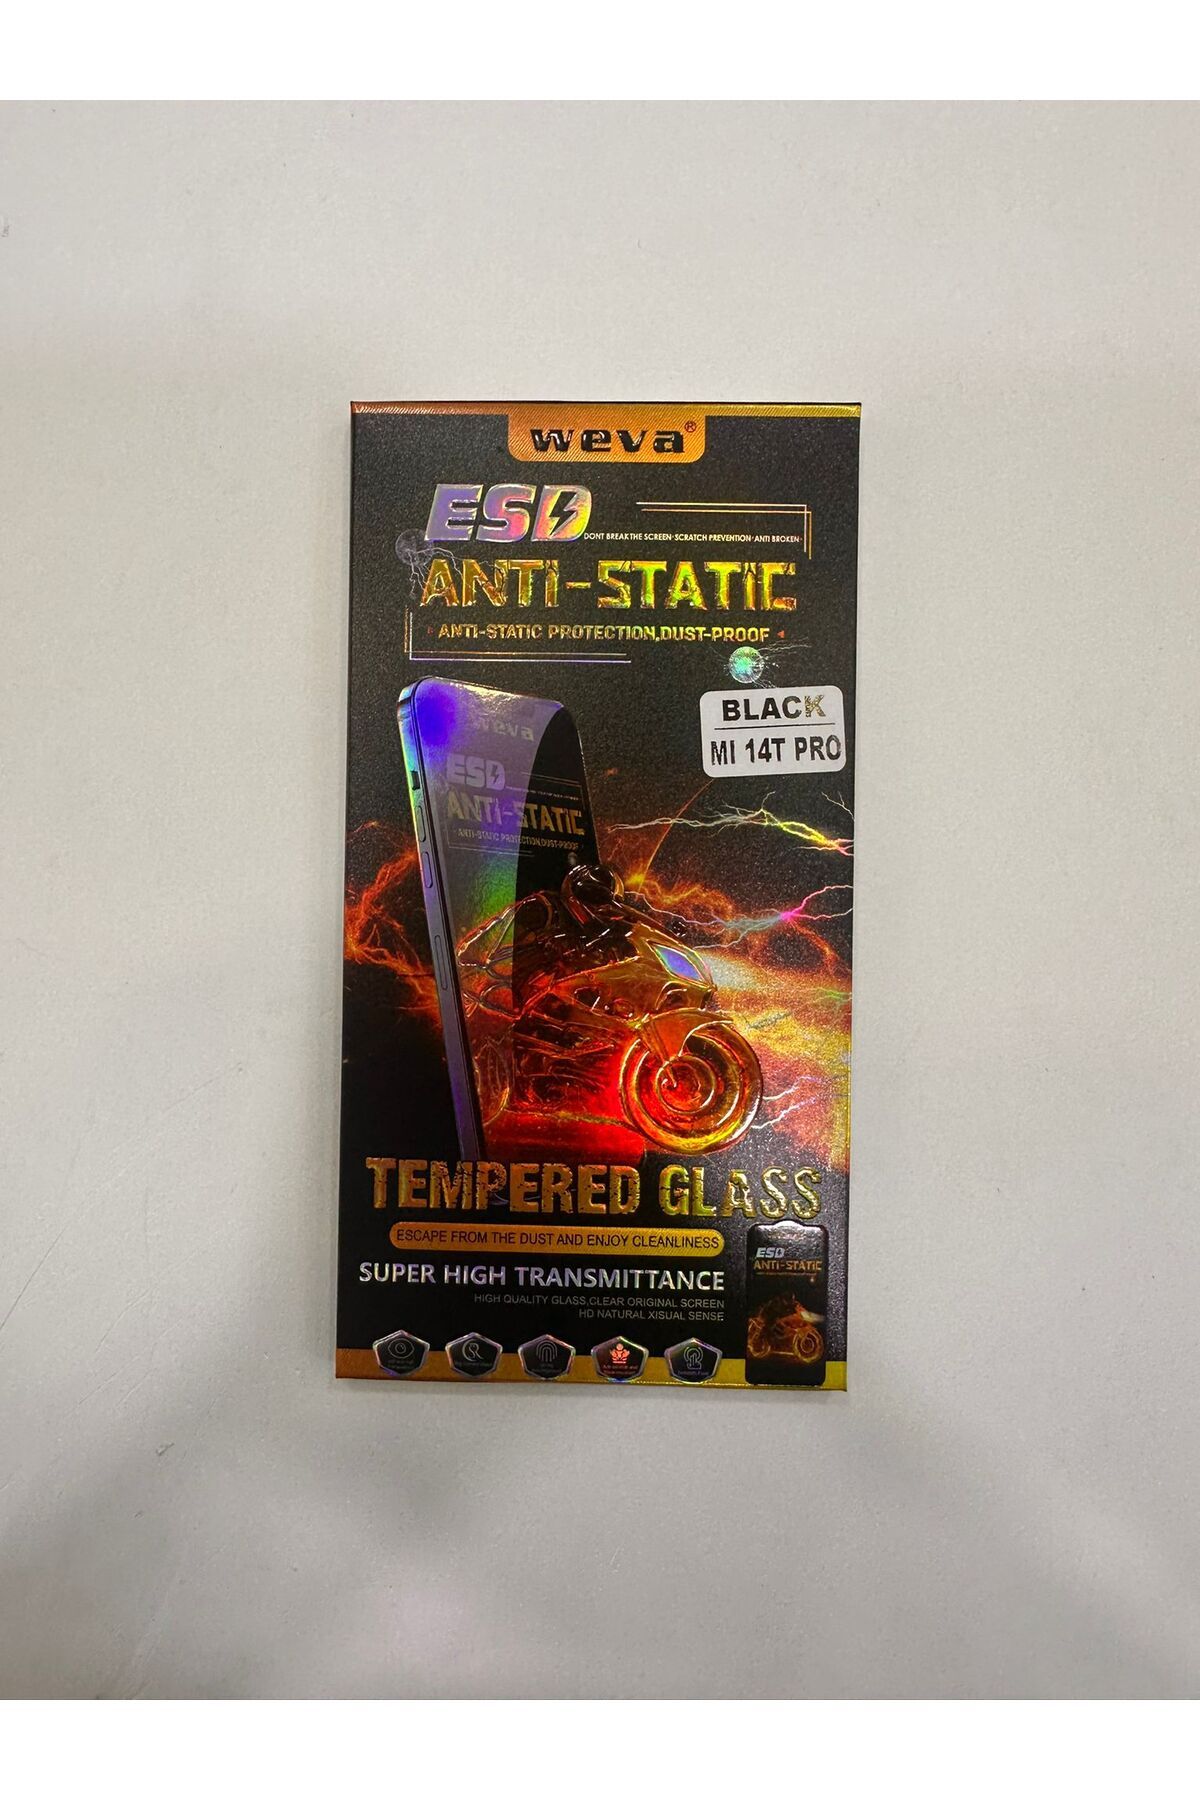 weva®
ESD
DONT BREAK THE SCREEN·SCRATCH PREVENTION·ANTI BROKEN·
ANTI-STATIC
ANTI-STATIC PROTECTION,DUST-PROOF
BLACK
MI 14T PRO
weva
ESD
ANTI-STATIC
ANTI-STATIC PROTECTION,DUST-PROOF
TEMPERED GLASS
ESCAPE FROM THE DUST AND ENJOY CLEANLINESS
SUPER HIGH TRANSMITTANCE
HIGH QUALITY GLASS,CLEAR ORIGINAL SCREEN
HD NATURAL XISUAL SENSE
ESD
ANTI-STATIC